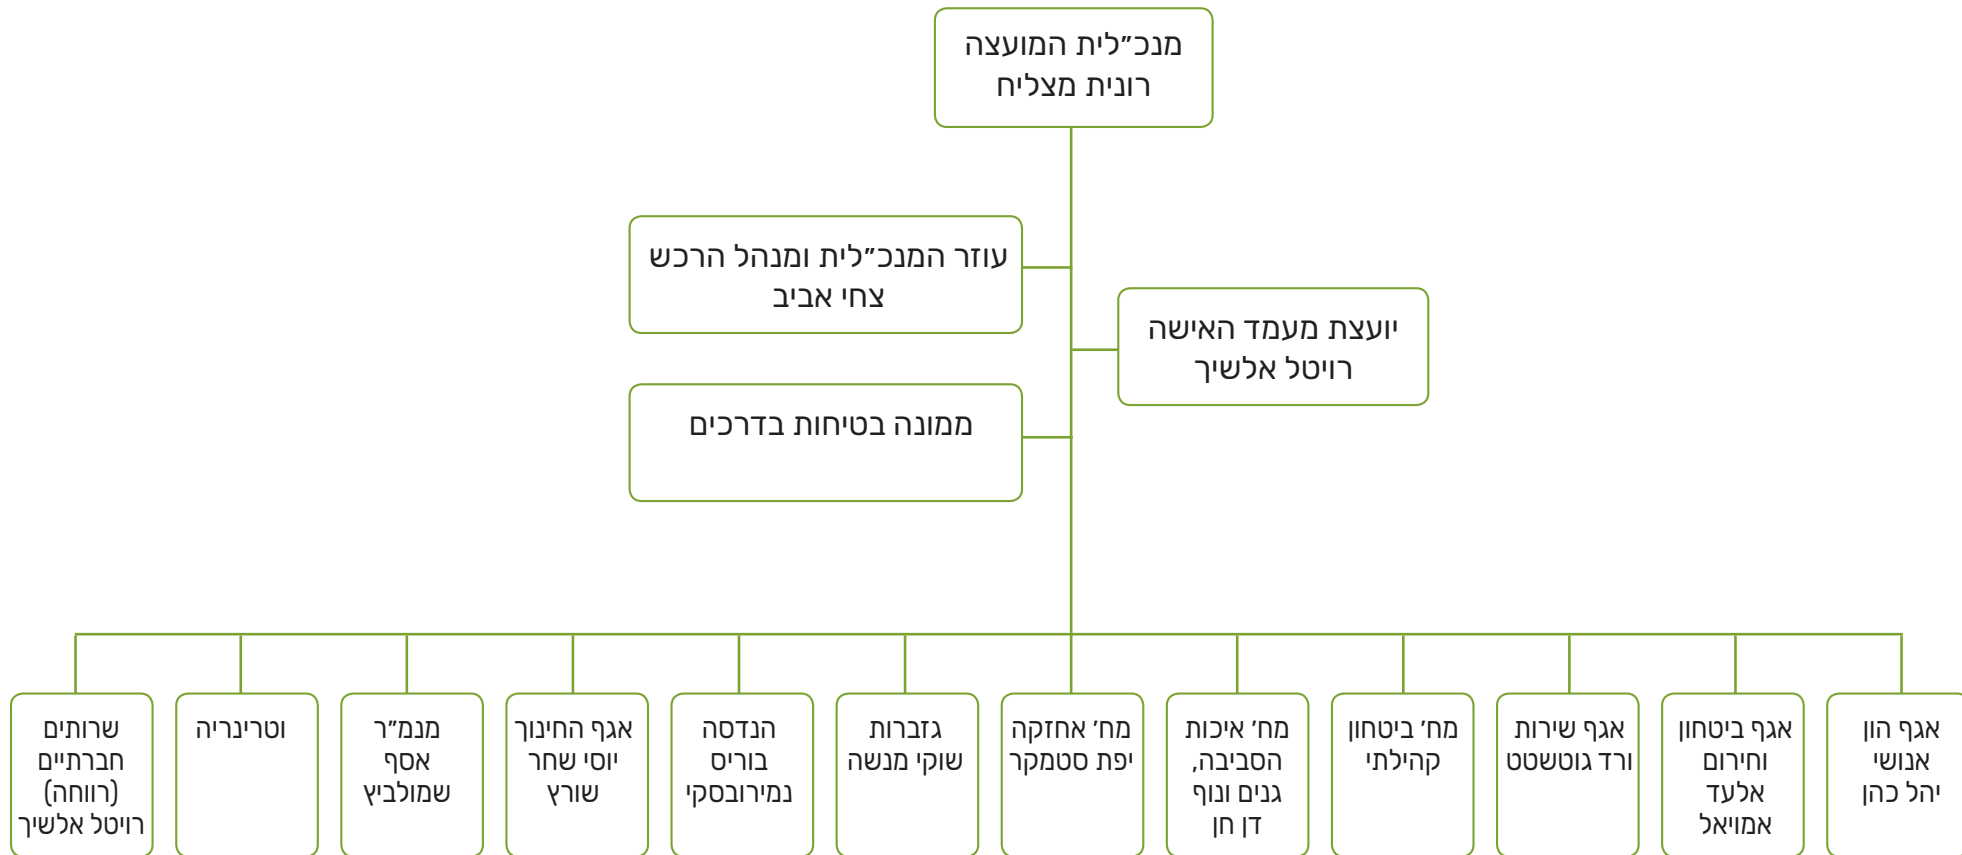 מנכ״לית המועצה
רונית מצליח
עוזר המנכ״לית ומנהל הרכש
צחי אביב
יועצת מעמד האישה
רויטל אלשיך
ממונה בטיחות בדרכים
אגף הון
אנושי
יהל כהן
אגף ביטחון
וחירום
אלעד
אמויאל
אגף שירות
ורד גוטשטט
מח׳ ביטחון
קהילתי
מח׳ איכות
הסביבה,
גנים ונוף
דן חן
מח׳ אחזקה
יפת סטמקר
גזברות
שוקי מנשה
הנדסה
בוריס
נמירובסקי
אגף החינוך
יוסי שחר
שורץ
מנמ״ר
אסף
שמולביץ
וטרינריה
שרותים
חברתיים
(רווחה)
רויטל אלשיך